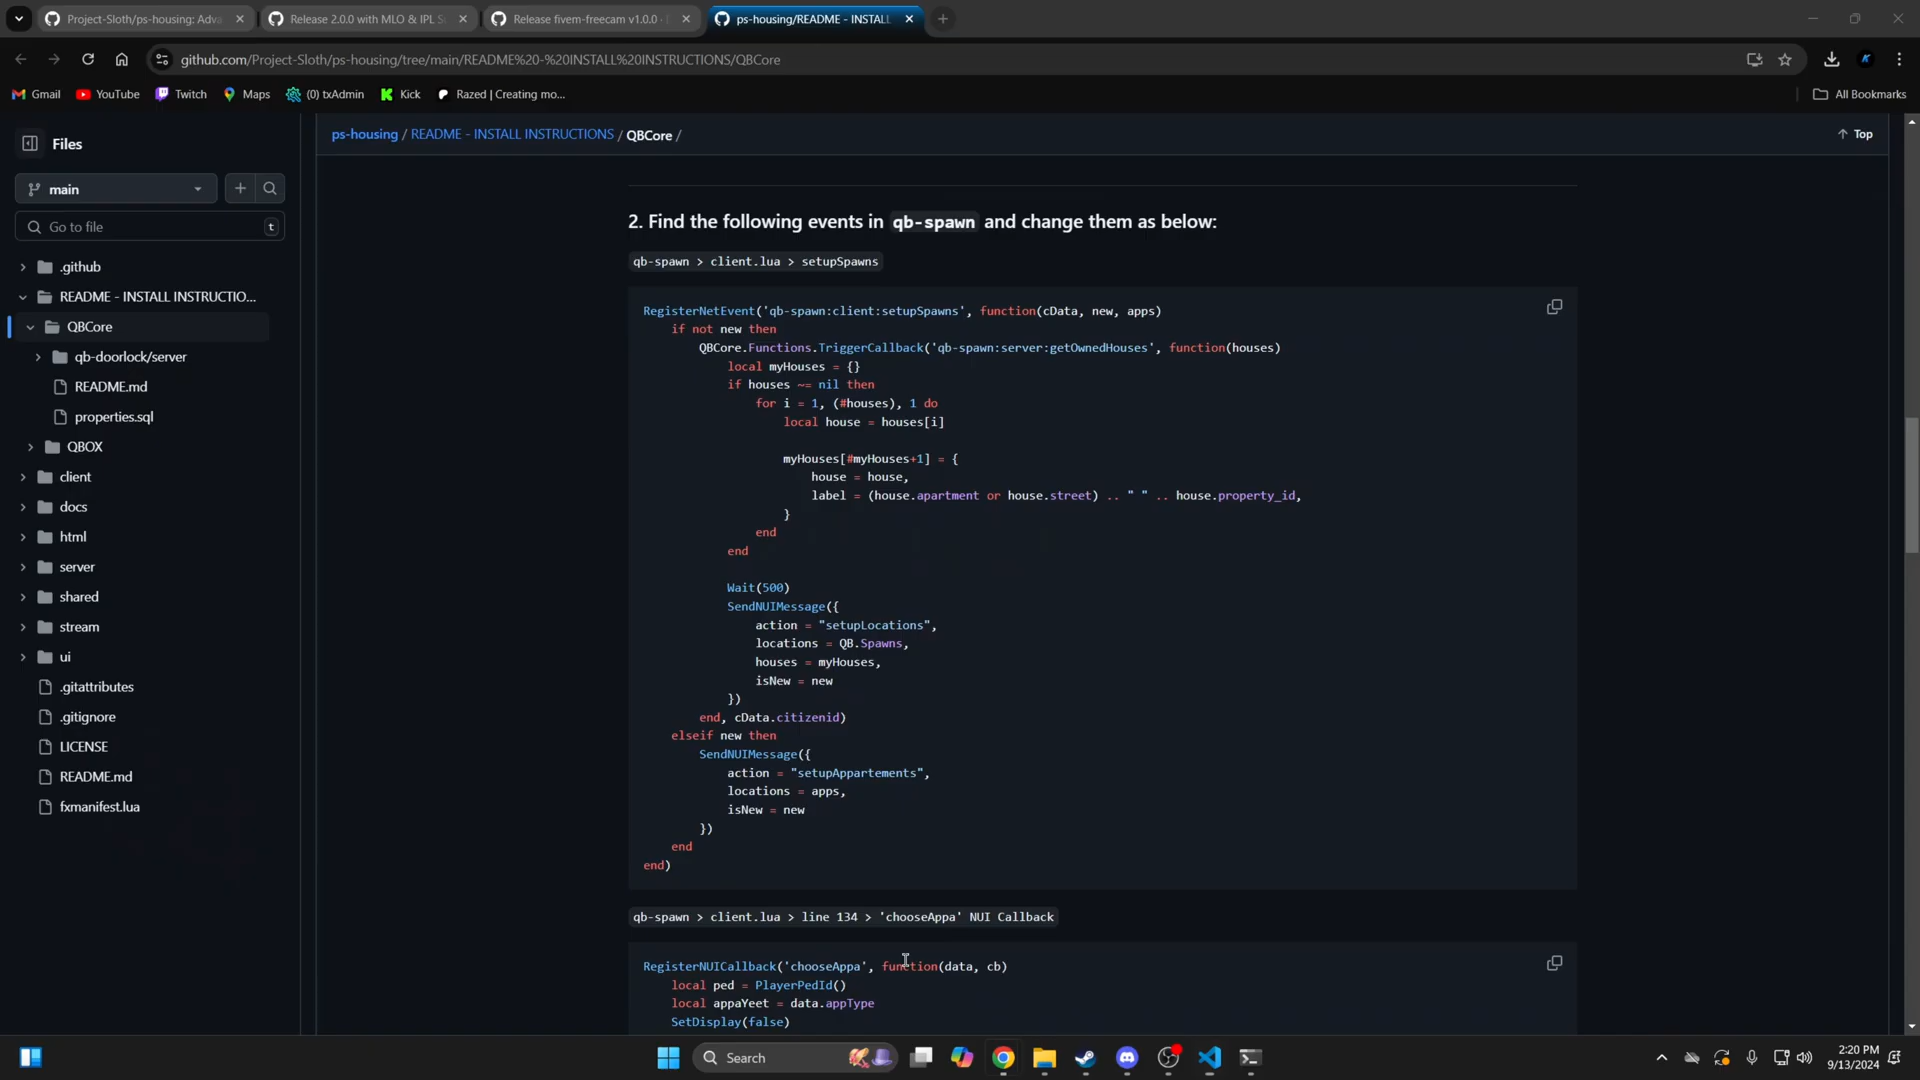 Project-Sloth/ps-housing: Adva
Release 2.0.0 with MLO & IPL S
Release fivem-freecam v1.0.0 ·
ps-housing/README - INSTALL
github.com/Project-Sloth/ps-housing/tree/main/README%20-%20INSTALL%20INSTRUCTIONS/QBCore
Gmail
YouTube
Twitch
Maps
(0) txAdmin
Kick
Razed | Creating mo...
All Bookmarks
Files
main
Go to file
t
.github
README - INSTALL INSTRUCTIO...
QBCore
qb-doorlock/server
README.md
properties.sql
QBOX
client
docs
html
server
shared
stream
ui
.gitattributes
.gitignore
LICENSE
README.md
fxmanifest.lua
ps-housing / README - INSTALL INSTRUCTIONS / QBCore /
Top
2. Find the following events in qb-spawn and change them as below:
qb-spawn > client.lua > setupSpawns
RegisterNetEvent('qb-spawn:client:setupSpawns', function(cData, new, apps)
if not new then
QBCore.Functions.TriggerCallback('qb-spawn:server:getOwnedHouses', function(houses)
local myHouses = {}
if houses ~= nil then
for i = 1, (#houses), 1 do
local house = houses[i]
myHouses[#myHouses+1] = {
house = house,
label = (house.apartment or house.street) .. " " .. house.property_id,
}
end
end
Wait(500)
SendNUIMessage({
action = "setupLocations",
locations = QB.Spawns,
houses = myHouses,
isNew = new
})
end, cData.citizenid)
elseif new then
SendNUIMessage({
action = "setupAppartements",
locations = apps,
isNew = new
})
end
end)
qb-spawn > client.lua > line 134 > 'chooseAppa' NUI Callback
RegisterNUICallback('chooseAppa', function(data, cb)
local ped = PlayerPedId()
local appaYeet = data.appType
SetDisplay(false)
Search
2:20 PM
9/13/2024